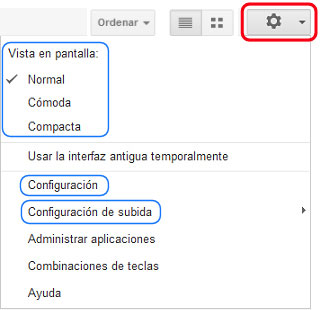 Ordenar
Vista en pantalla:
Normal
Cómoda
Compacta
Usar la interfaz antigua temporalmente
Configuración
Configuración de subida
Administrar aplicaciones
Combinaciones de teclas
Ayuda